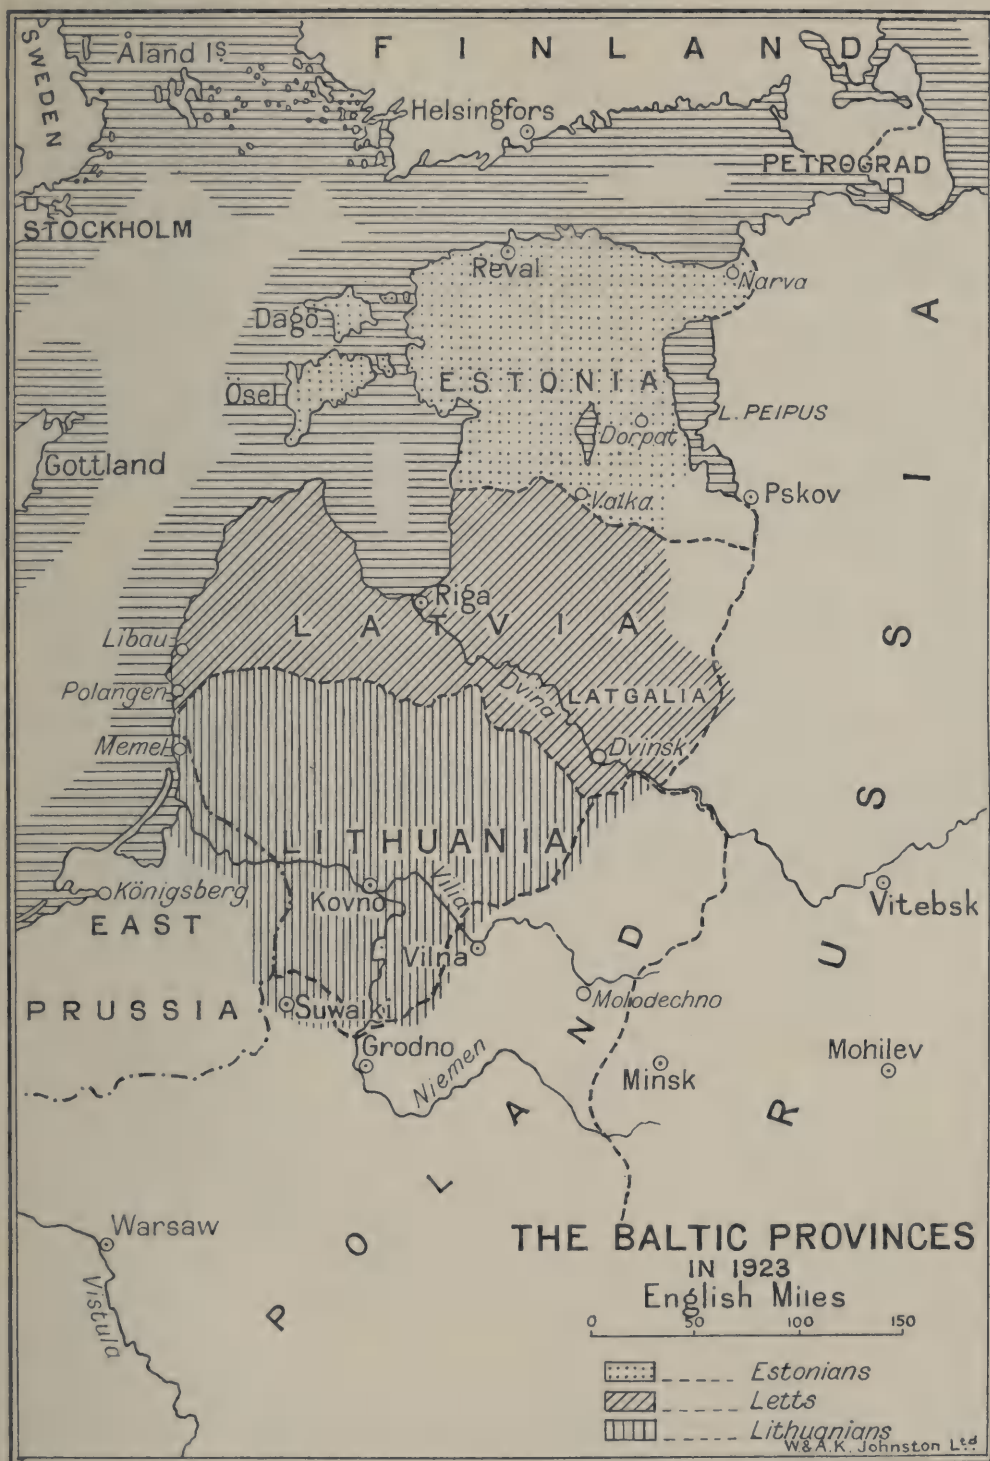 SWEDEN
Åland Is.
FINLAND
Helsingfors
PETROGRAD
STOCKHOLM
Reval
Narva
Dagö
ESTONIA
Ösel
L. PEIPUS
Dorpat
Gottland
Valka
Pskov
RUSSIA
Riga
LATVIA
Libau
Dvina
LATGALIA
Polangen
Memel
Dvinsk
LITHUANIA
Vilia
Königsberg
Kovno
Vitebsk
EAST
PRUSSIA
Vilna
Molodechno
Suwalki
Grodno
Niemen
Minsk
Mohilev
POLAND
Warsaw
Vistula
THE BALTIC PROVINCES
IN 1923
English Miles
0 50 100 150
Estonians
Letts
Lithuanians
W. & A.K. Johnston Ltd